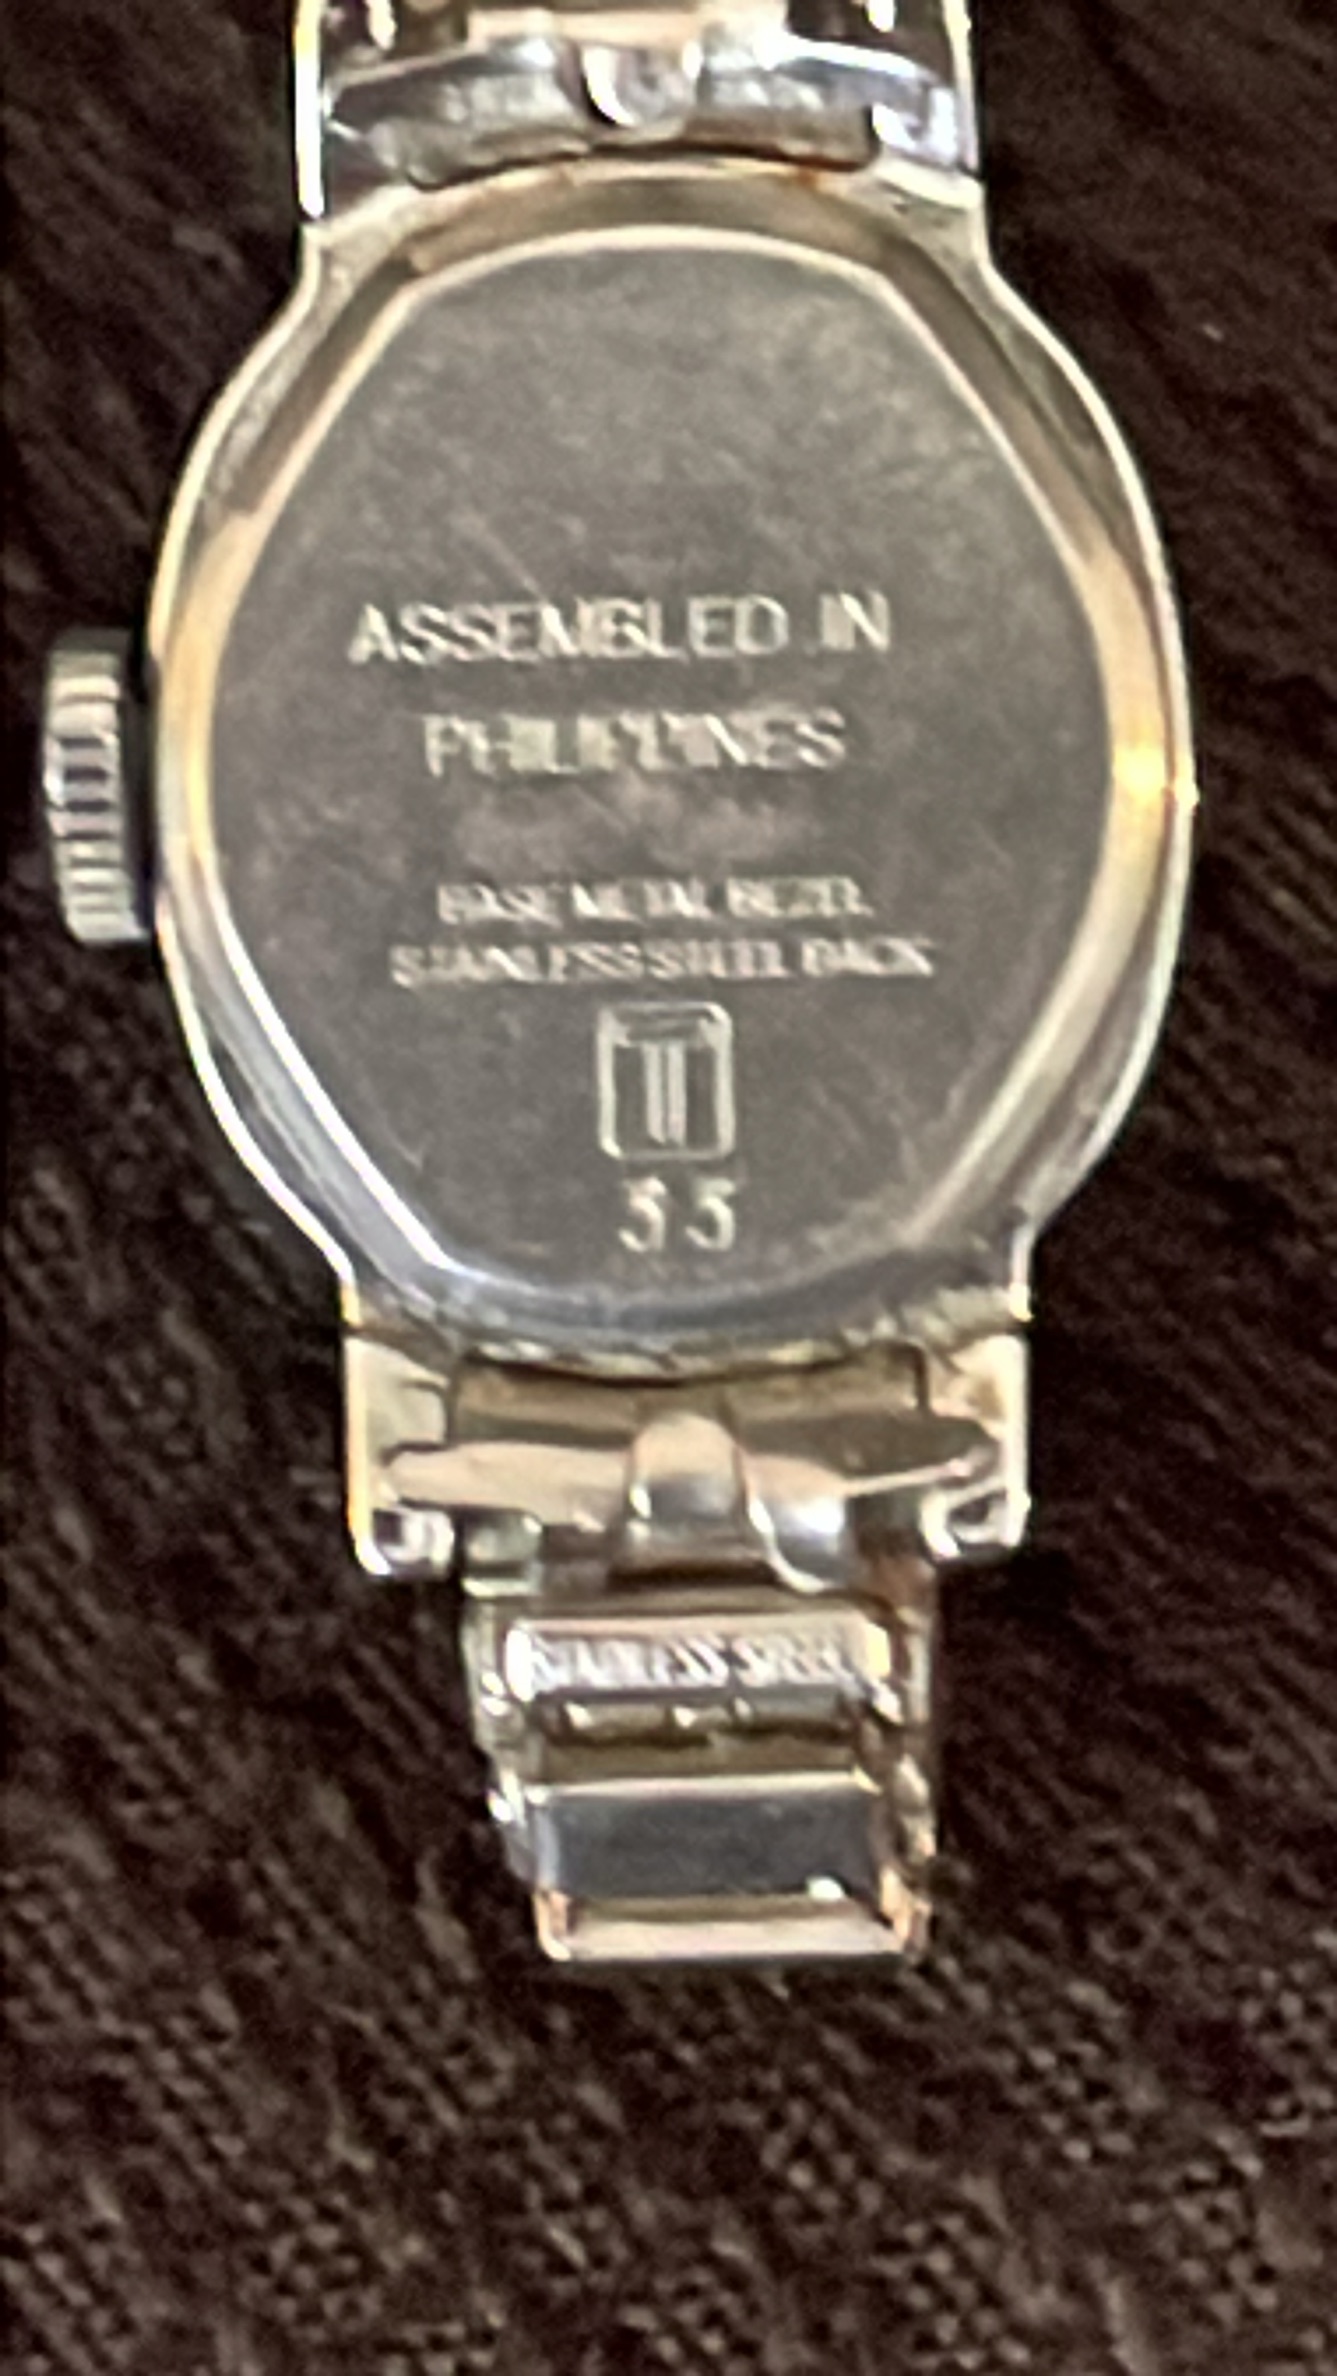 ASSEMBLED IN
PHILIPPINES
BASE METAL BEZEL
STAINLESS STEEL BACK
T
55
STAINLESS STEEL